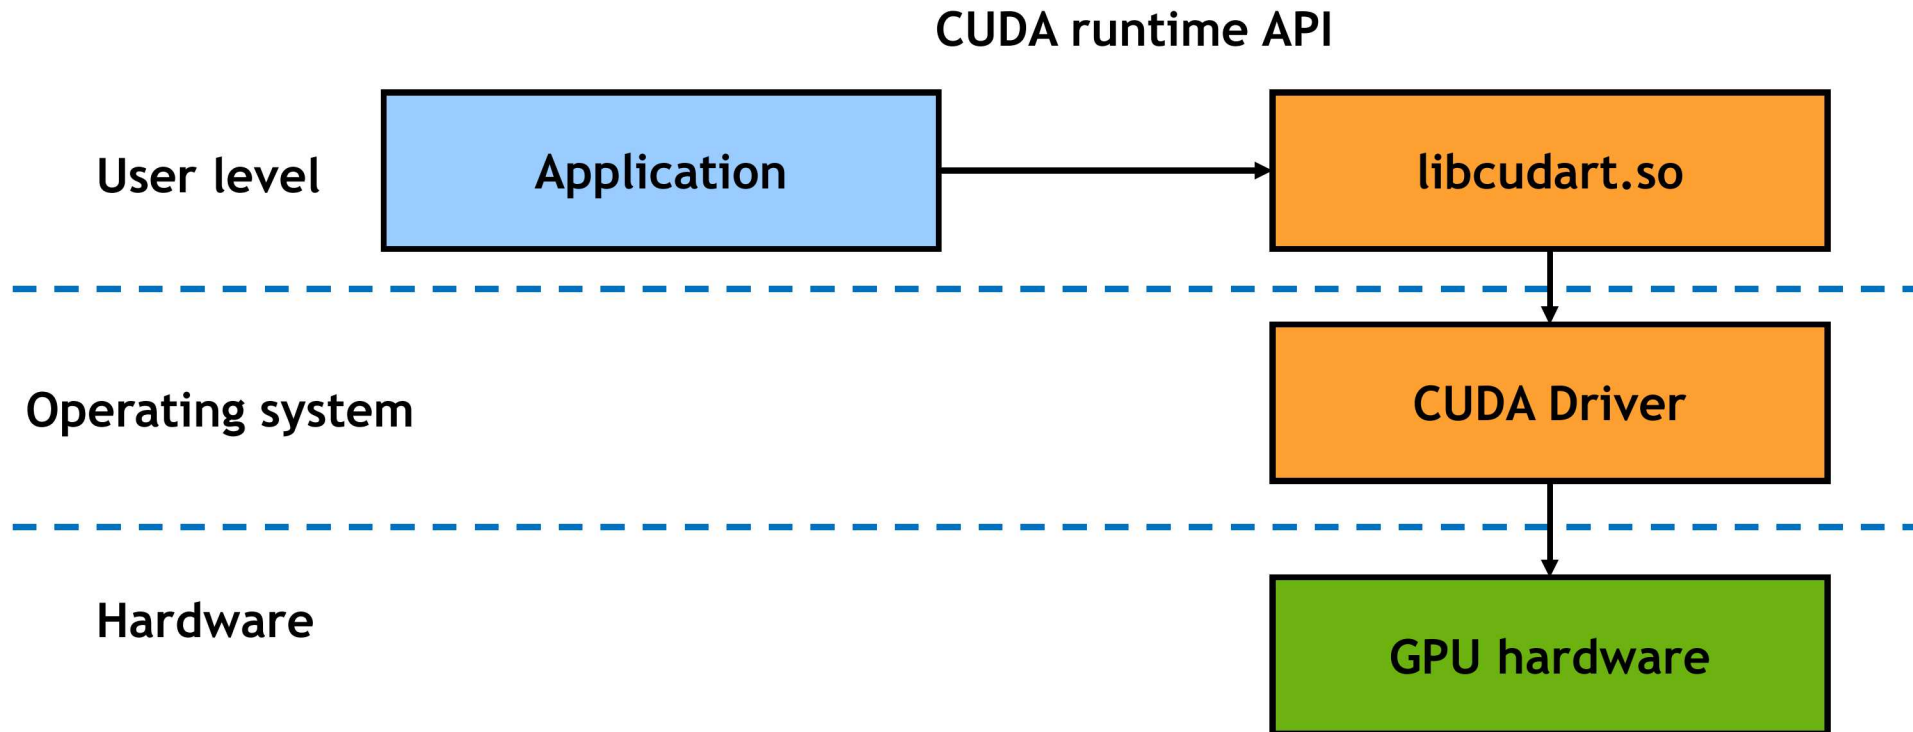 CUDA runtime API
User level
Application
libcudart.so
Operating system
CUDA Driver
Hardware
GPU hardware